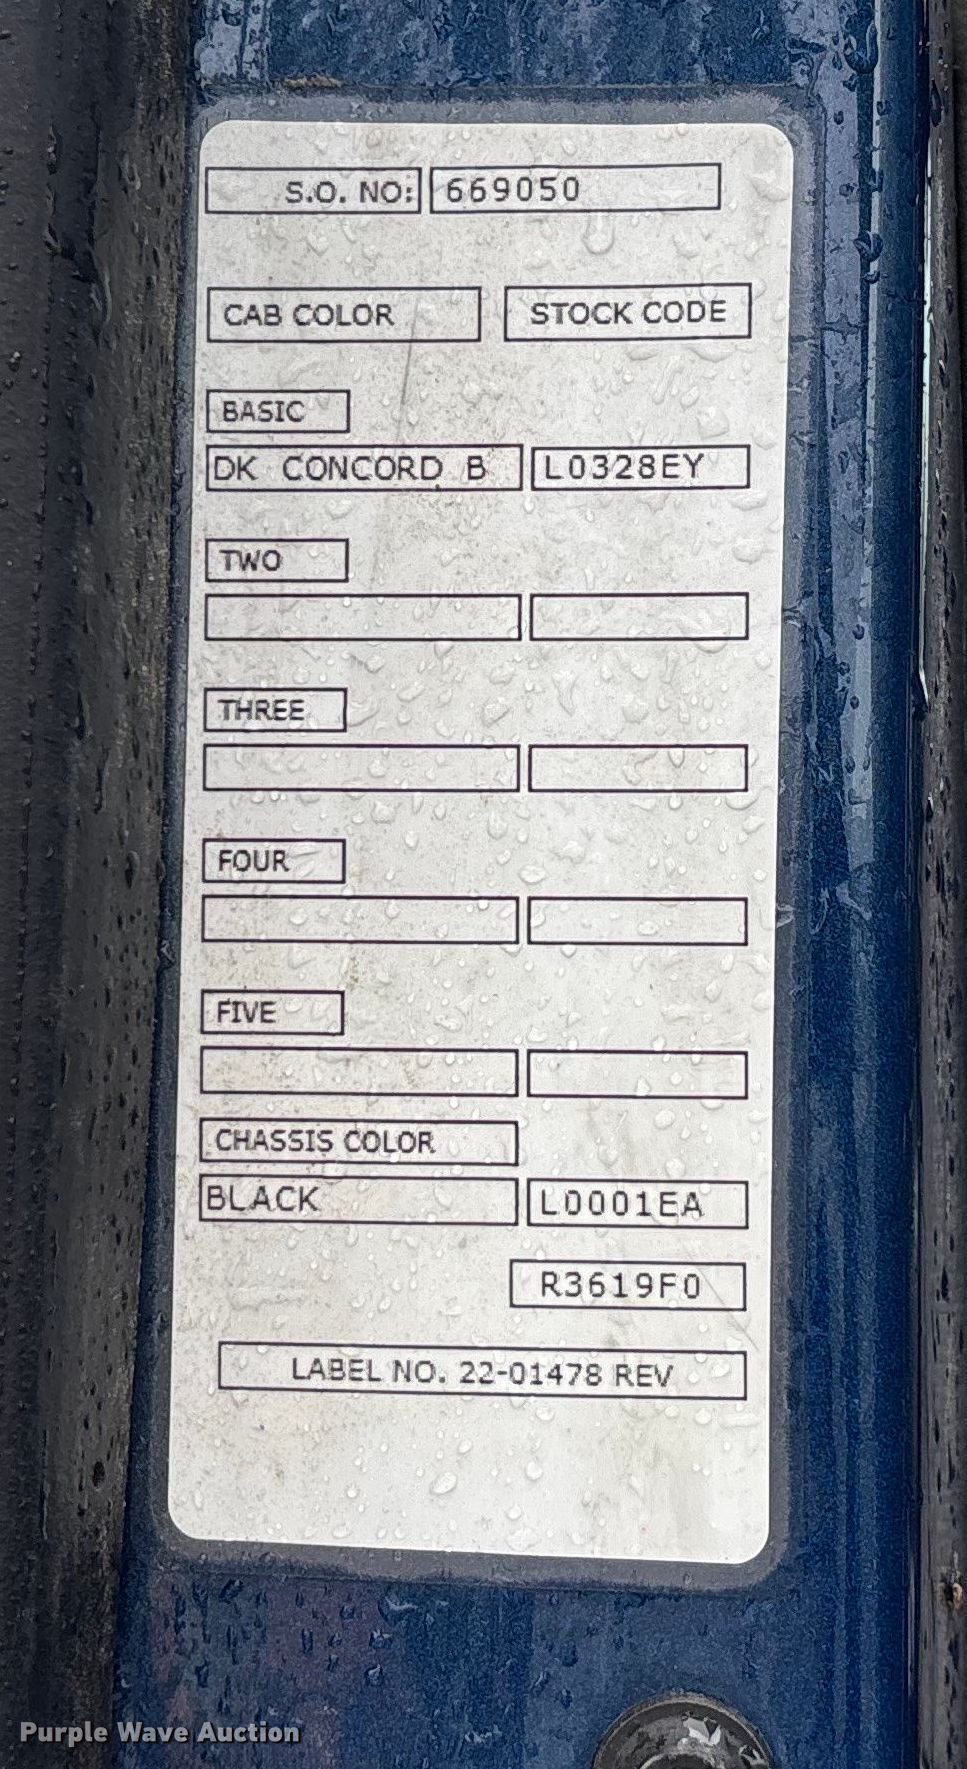 S.O. NO: 669050
CAB COLOR STOCK CODE
BASIC
DK CONCORD B L0328EY
TWO
THREE
FOUR
FIVE
CHASSIS COLOR
BLACK L0001EA
R3619F0
LABEL NO. 22-01478 REV
Purple Wave Auction